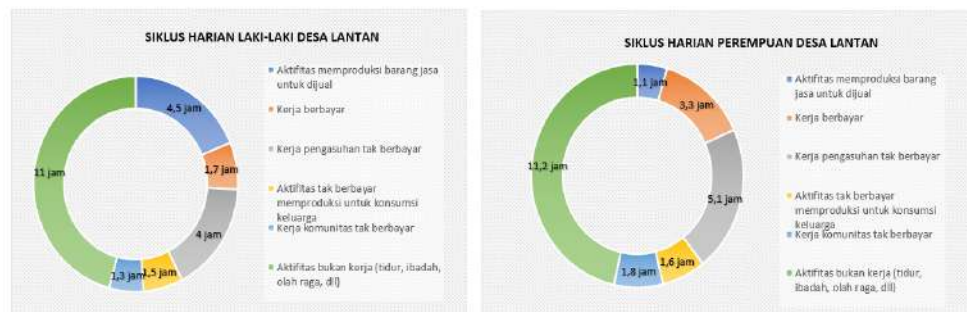 SIKLUS HARIAN LAKI-LAKI DESA LANTAN
4,5 jam
1,7 jam
4 jam
1,5 jam
1,3 jam
11 jam
Aktifitas memproduksi barang jasa
untuk dijual
Kerja berbayar
Kerja pengasuhan tak berbayar
Aktifitas tak berbayar
memproduksi untuk konsumsi
keluarga
Kerja komunitas tak berbayar
Aktifitas bukan kerja (tidur, ibadah,
olah raga, dll)
SIKLUS HARIAN PEREMPUAN DESA LANTAN
1,1 jam
3,3 jam
5,1 jam
1,6 jam
1,8 jam
11,2 jam
Aktifitas memproduksi barang
jasa untuk dijual
Kerja berbayar
Kerja pengasuhan tak berbayar
Aktifitas tak berbayar
memproduksi untuk konsumsi
keluarga
Kerja komunitas tak berbayar
Aktifitas bukan kerja (tidur,
ibadah, olah raga, dll)